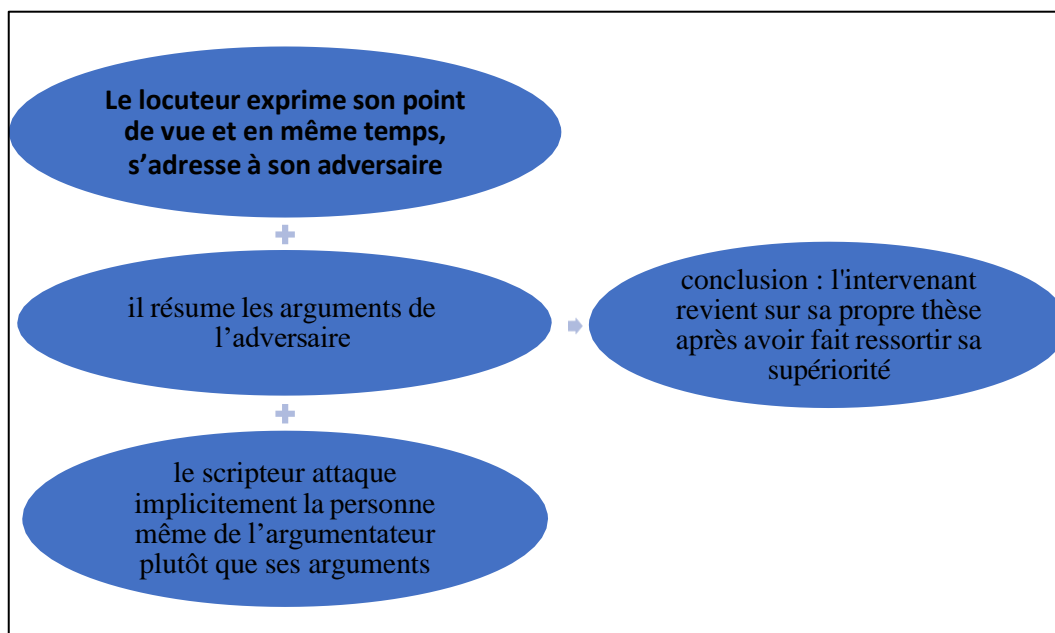 Le locuteur exprime son point
de vue et en même temps,
s’adresse à son adversaire
il résume les arguments de
l’adversaire
le scripteur attaque
implicitement la personne
même de l’argumentateur
plutôt que ses arguments
conclusion : l'intervenant
revient sur sa propre thèse
après avoir fait ressortir sa
supériorité